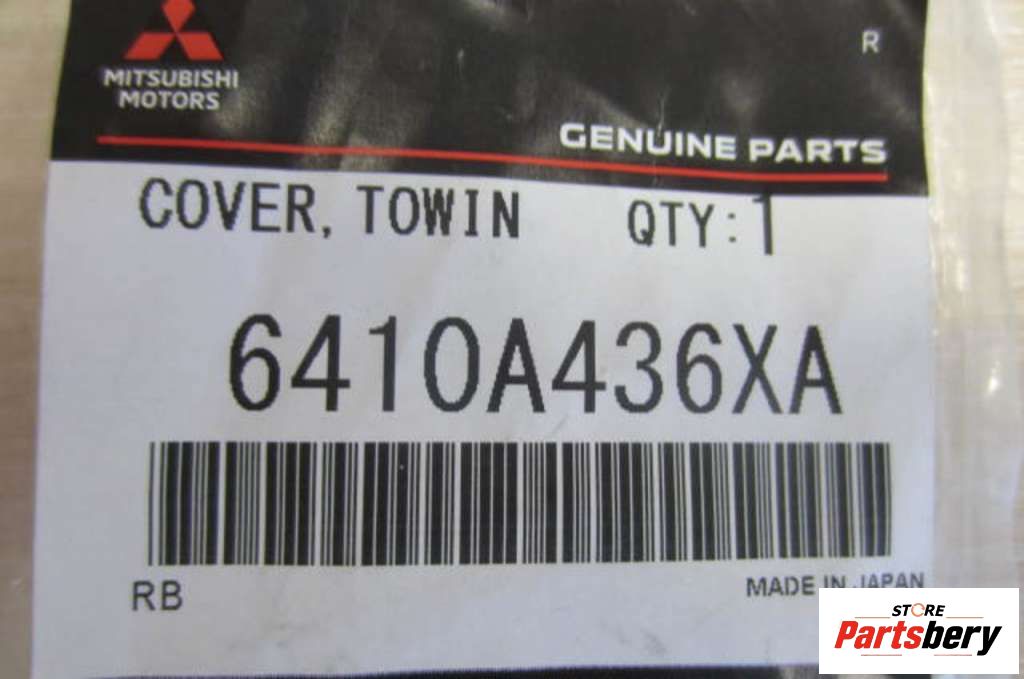 R
MITSUBISHI
MOTORS
GENUINE PARTS
COVER, TOWIN QTY:1
6410A436XA
RB MADE IN JAPAN
STORE
Partsbery